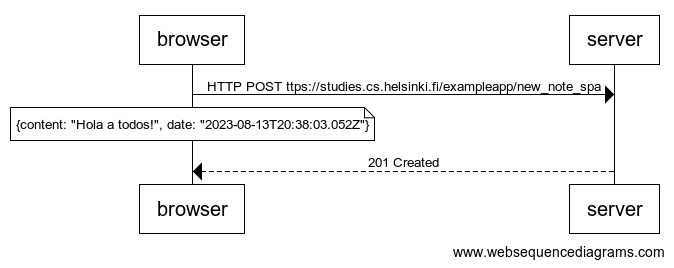 browser
server
HTTP POST ttps://studies.cs.helsinki.fi/exampleapp/new_note_spa
{content: "Hola a todos!", date: "2023-08-13T20:38:03.052Z"}
201 Created
browser
server
www.websequencediagrams.com